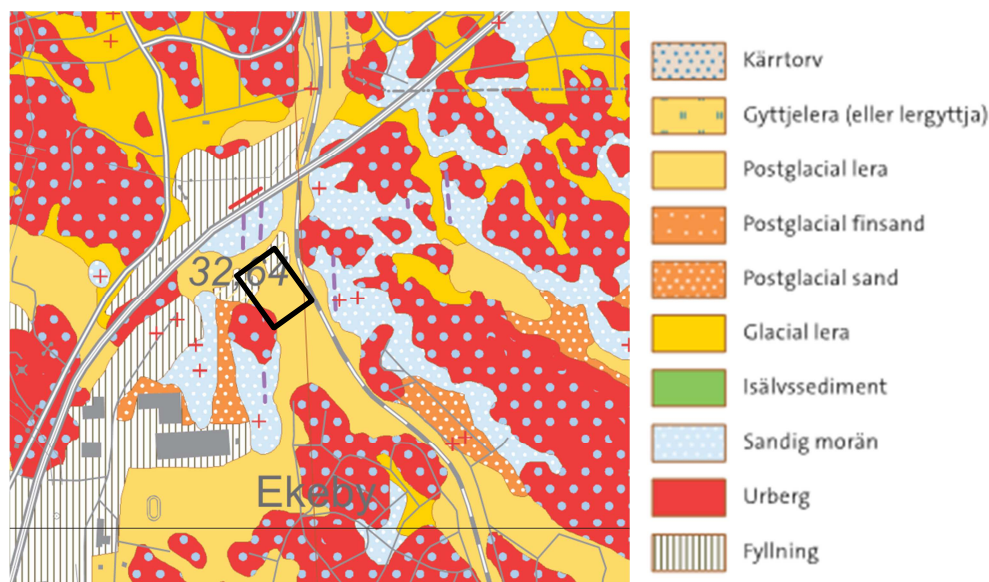 32,64
Ekeby
Kärrtorv
Gyttjelera (eller lergyttja)
Postglacial lera
Postglacial finsand
Postglacial sand
Glacial lera
Isälvssediment
Sandig morän
Urberg
Fyllning